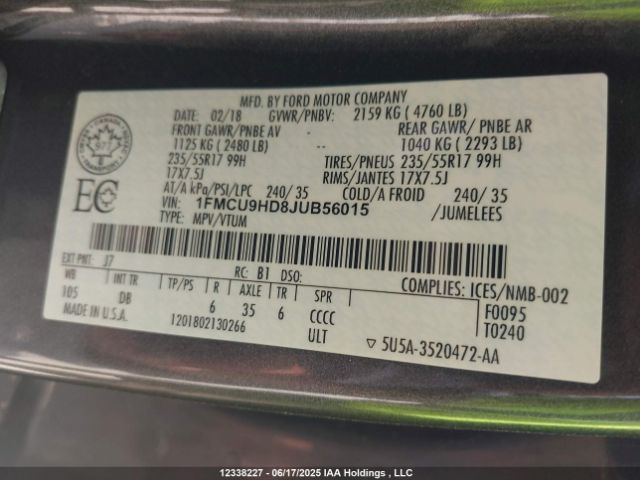 MFD. BY FORD MOTOR COMPANY
DATE: 02/18 GVWR/PNBV: 2159 KG ( 4760 LB)
FRONT GAWR/PNBE AV -- REAR GAWR/ PNBE AR
1125 KG ( 2480 LB) -- 1040 KG ( 2293 LB)
235/55R17 99H TIRES/PNEUS 235/55R17 99H
17X7.5J RIMS/JANTES 17X7.5J
AT/A kPa/PSI/LPC 240/ 35 COLD/A FROID 240/ 35
VIN: 1FMCU9HD8JUB56015 /JUMELEES
TYPE: MPV/VTUM
EC
CANADA
TRANSPORT
EXT PNT: J7 RC: B1 DSO: COMPLIES: ICES/NMB-002
WB INT TR TP/PS R AXLE TR SPR F0095
105 DB 6 35 6 CCCC T0240
MADE IN U.S.A. 1201802130266 ULT ▽ 5U5A-3520472-AA
12338227 - 06/17/2025 IAA Holdings , LLC